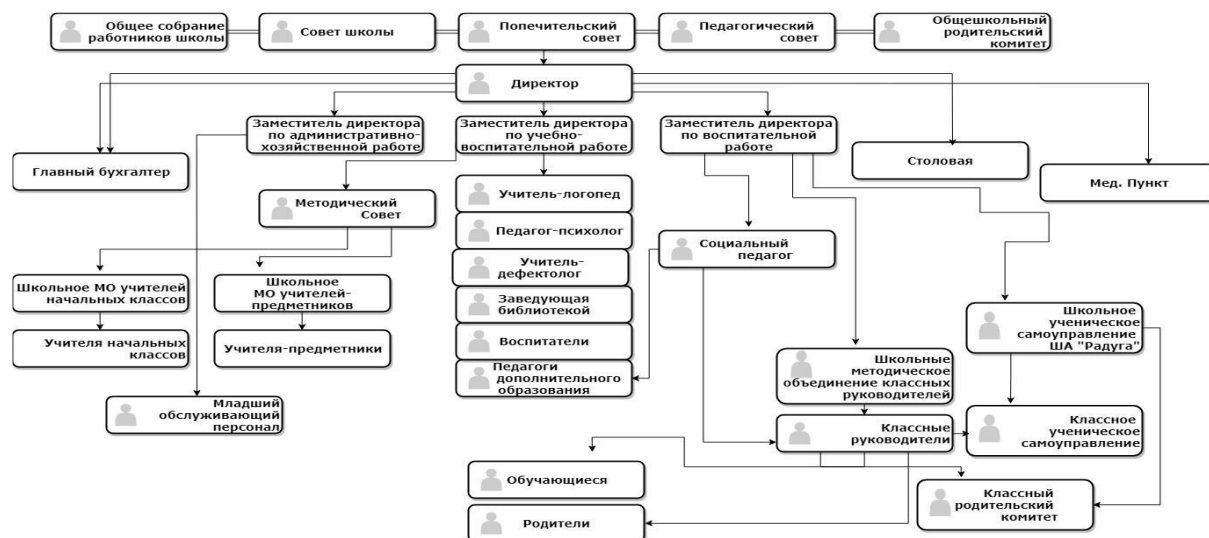 Общее собрание
работников школы
Совет школы
Попечительский
совет
Педагогический
совет
Общешкольный
родительский
комитет
Директор
Заместитель директора
по административно-
хозяйственной работе
Заместитель директора
по учебно-
воспитательной работе
Заместитель директора
по воспитательной
работе
Столовая
Главный бухгалтер
Мед. Пункт
Методический
Совет
Учитель-логопед
Педагог-психолог
Социальный
педагог
Учитель-
дефектолог
Школьное МО учителей
начальных классов
Школьное
МО учителей-
предметников
Заведующая
библиотекой
Школьное
ученическое
самоуправление
ША "Радуга"
Учителя начальных
классов
Учителя-предметники
Воспитатели
Школьные
методическое
объединение классных
руководителей
Педагоги
дополнительного
образования
Младший
обслуживающий
персонал
Классные
руководители
Классное
ученическое
самоуправление
Обучающиеся
Классный
родительский
комитет
Родители